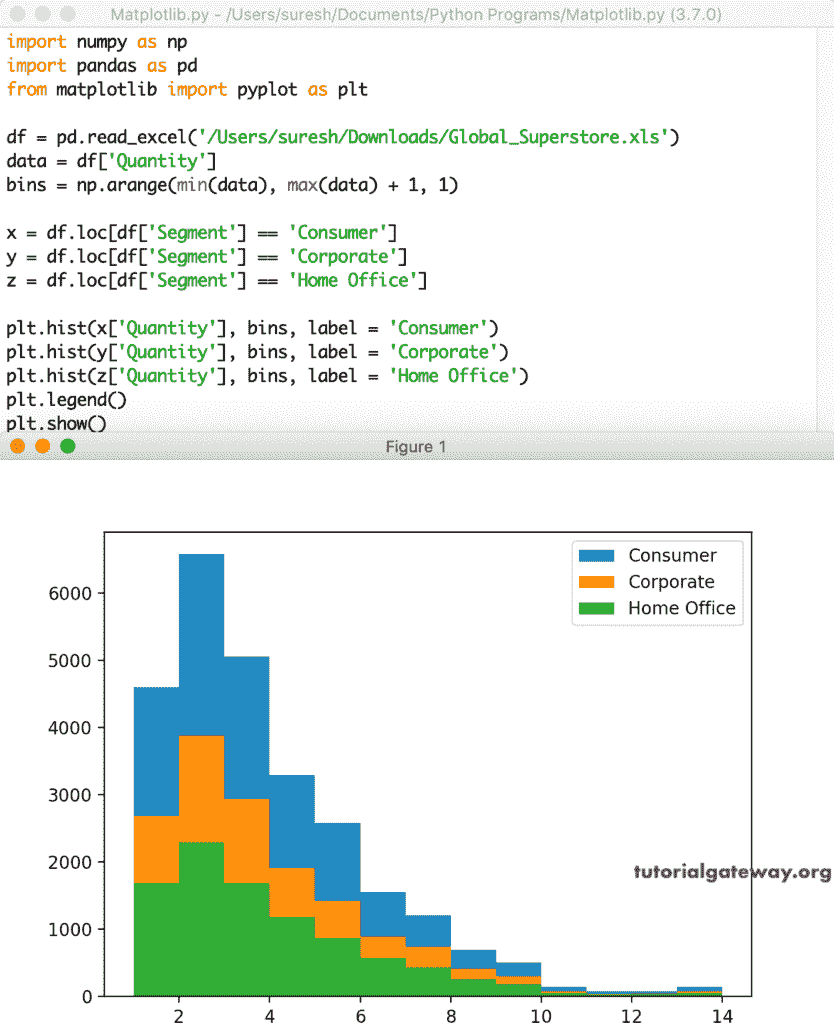 Matplotlib.py - /Users/suresh/Documents/Python Programs/Matplotlib.py (3.7.0)
import numpy as np
import pandas as pd
from matplotlib import pyplot as plt
df = pd.read_excel('/Users/suresh/Downloads/Global_Superstore.xls')
data = df['Quantity']
bins = np.arange(min(data), max(data) + 1, 1)
x = df.loc[df['Segment'] == 'Consumer']
y = df.loc[df['Segment'] == 'Corporate']
z = df.loc[df['Segment'] == 'Home Office']
plt.hist(x['Quantity'], bins, label = 'Consumer')
plt.hist(y['Quantity'], bins, label = 'Corporate')
plt.hist(z['Quantity'], bins, label = 'Home Office')
plt.legend()
plt.show()
Figure 1
Consumer
Corporate
Home Office
6000
5000
4000
3000
2000
1000
0
tutorialgateway.org
2 4 6 8 10 12 14